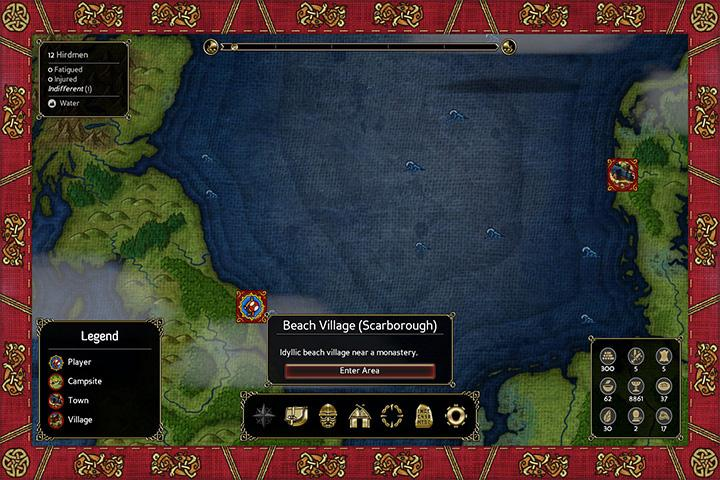 12 Hirdmen
Fatigued
Injured
Indifferent (1)
Water
Beach Village (Scarborough)
Idyllic beach village near a monastery.
Enter Area
Legend
Player
Campsite
Town
Village
300 5 5
62 8861 37
30 2 17